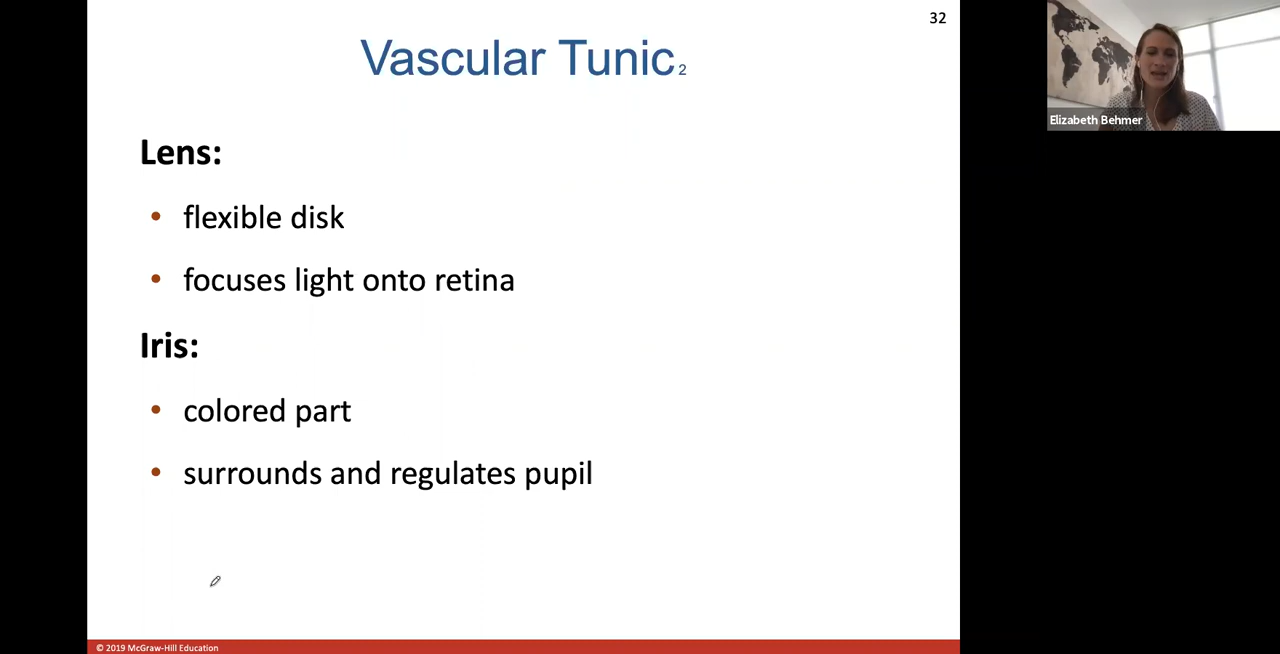 32
Vascular Tunic 2
Lens:
• flexible disk
• focuses light onto retina
Iris:
• colored part
• surrounds and regulates pupil
© 2019 McGraw-Hill Education
Elizabeth Behmer